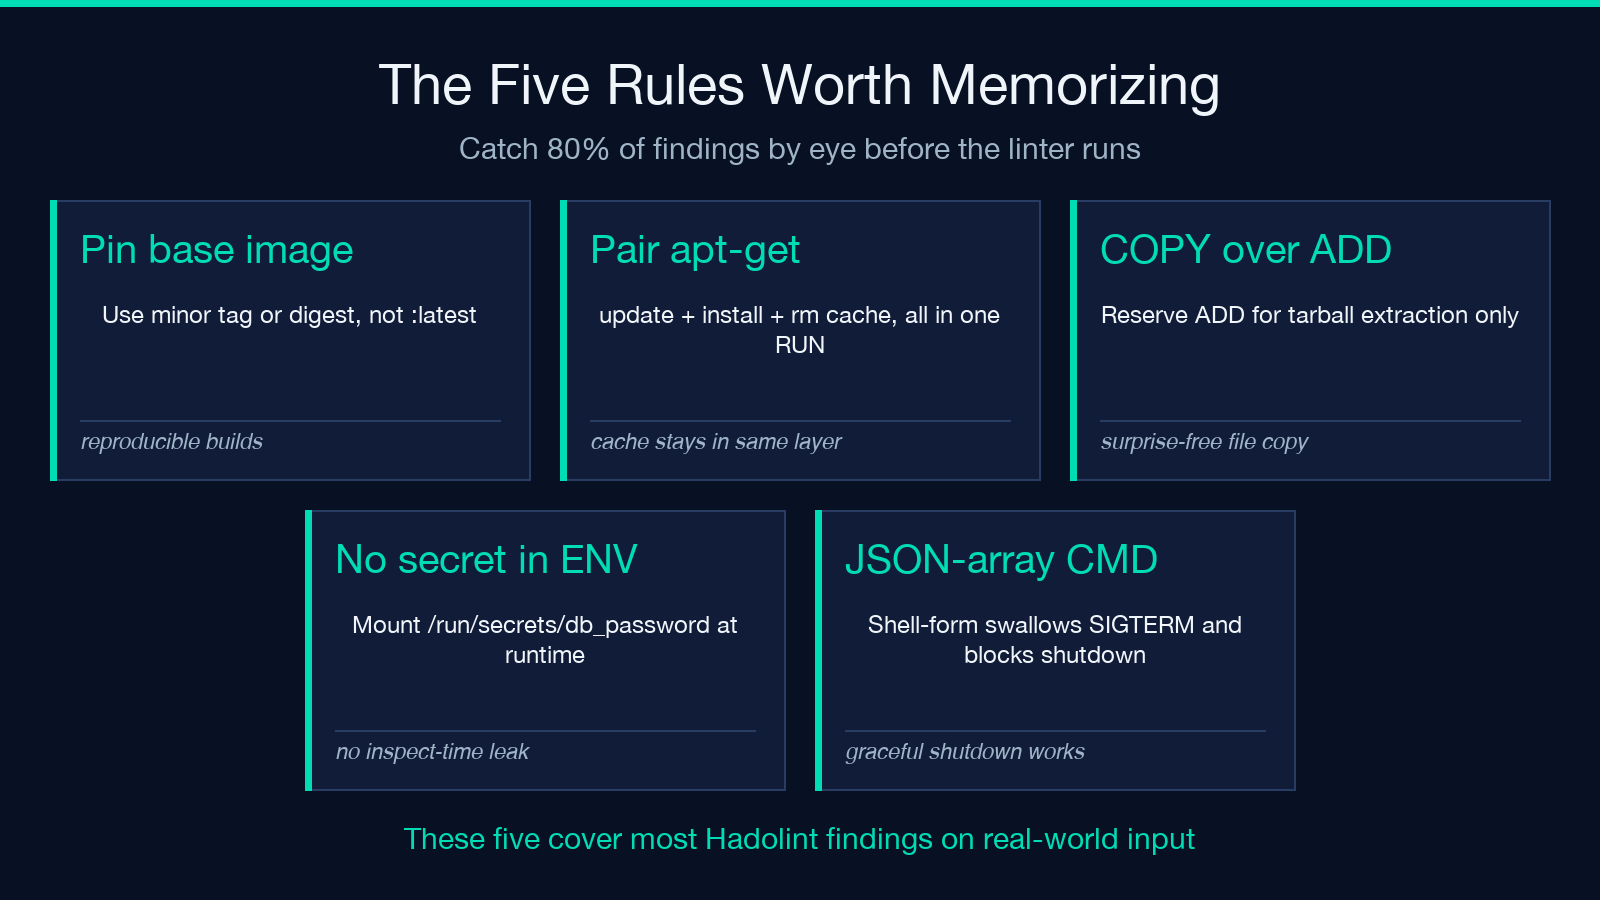 The Five Rules Worth Memorizing
Catch 80% of findings by eye before the linter runs
Pin base image
Use minor tag or digest, not :latest
reproducible builds
Pair apt-get
update + install + rm cache, all in one
RUN
cache stays in same layer
COPY over ADD
Reserve ADD for tarball extraction only
surprise-free file copy
No secret in ENV
Mount /run/secrets/db_password at
runtime
no inspect-time leak
JSON-array CMD
Shell-form swallows SIGTERM and
blocks shutdown
graceful shutdown works
These five cover most Hadolint findings on real-world input